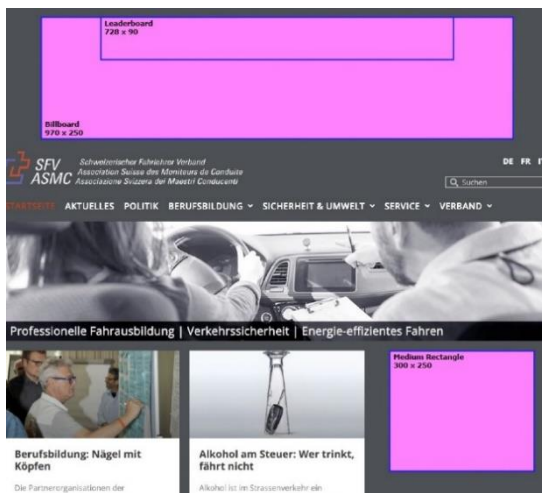 Leaderboard
728 x 90
Billboard
970 x 250
SFV
ASMC
Schweizerischer Fahrlehrer Verband
Association Suisse des Moniteurs de Conduite
Associazione Svizzera dei Maestri Conducenti
DE FR
Suchen
STARTSEITE AKTUELLES POLITIK BERUFSBILDUNG SICHERHEIT & UMWELT SERVICE VERBAND
Professionelle Fahrausbildung | Verkehrssicherheit | Energie-effizientes Fahren
Medium Rectangle
300 x 250
Berufsbildung: Nägel mit
Köpfen
Die Partnerorganisationen der
Alkohol am Steuer: Wer trinkt,
fährt nicht
Alkohol ist im Strassenverkehr ein